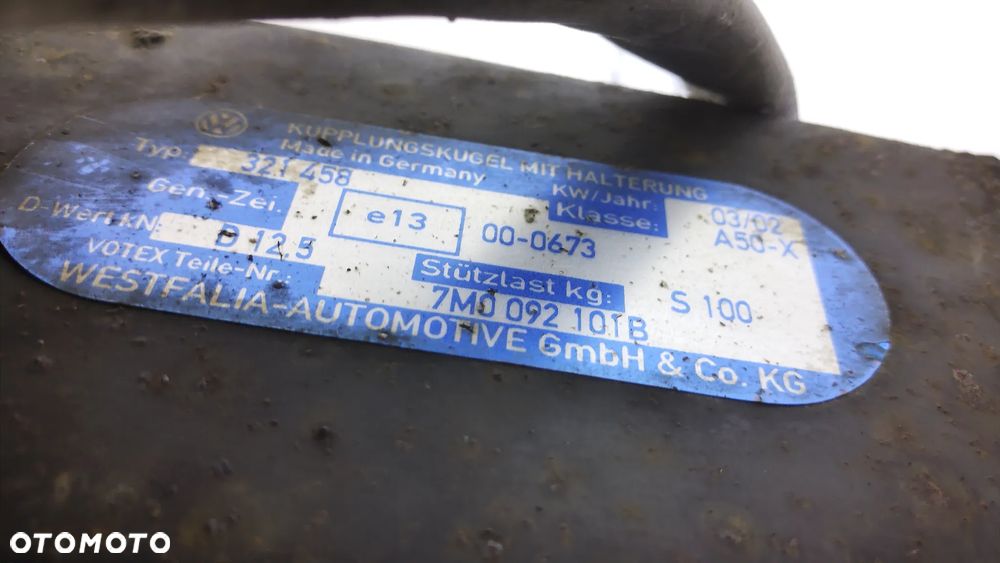 KUPPLUNGSKUGEL MIT HALTERUNG
Made in Germany
Typ: 321 458
KW/Jahr: 03/02
Gen.-Zei. e13 00-0673
Klasse: A50-X
D-Wert kN: D 12,5
Stützlast kg: S 100
VOTEX Teile-Nr.: 7M0 092 101 B
WESTFALIA-AUTOMOTIVE GmbH & Co. KG
OTOMOTO